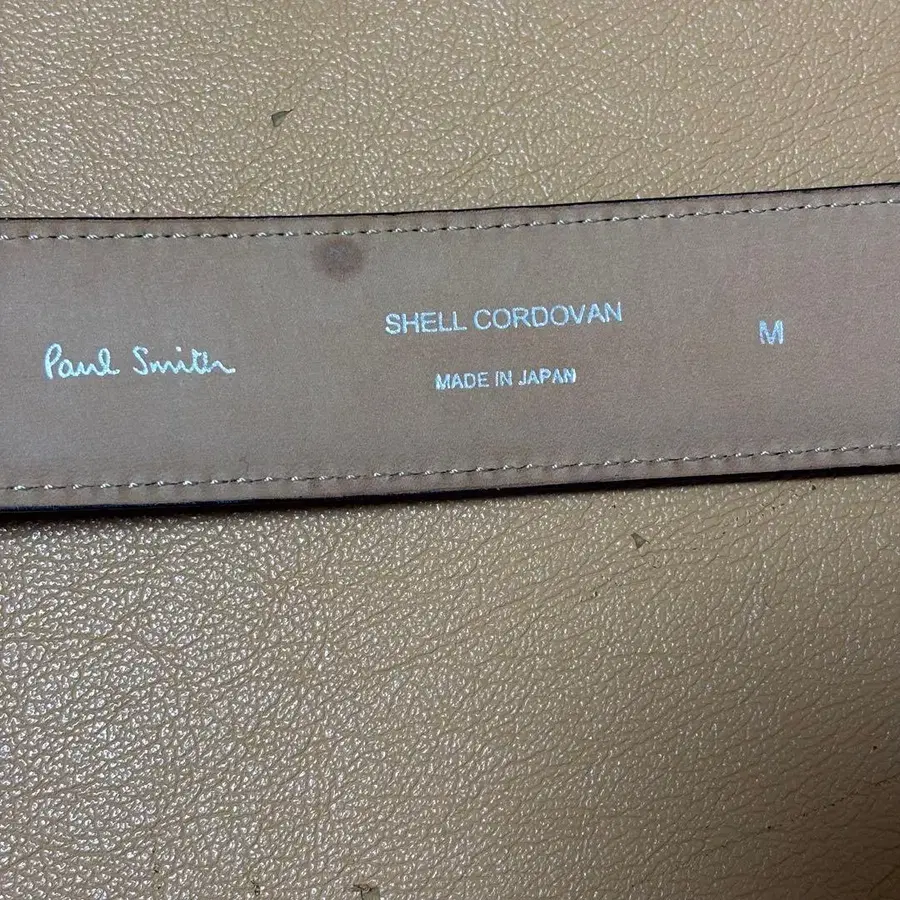 Paul Smith
SHELL CORDOVAN
MADE IN JAPAN
M